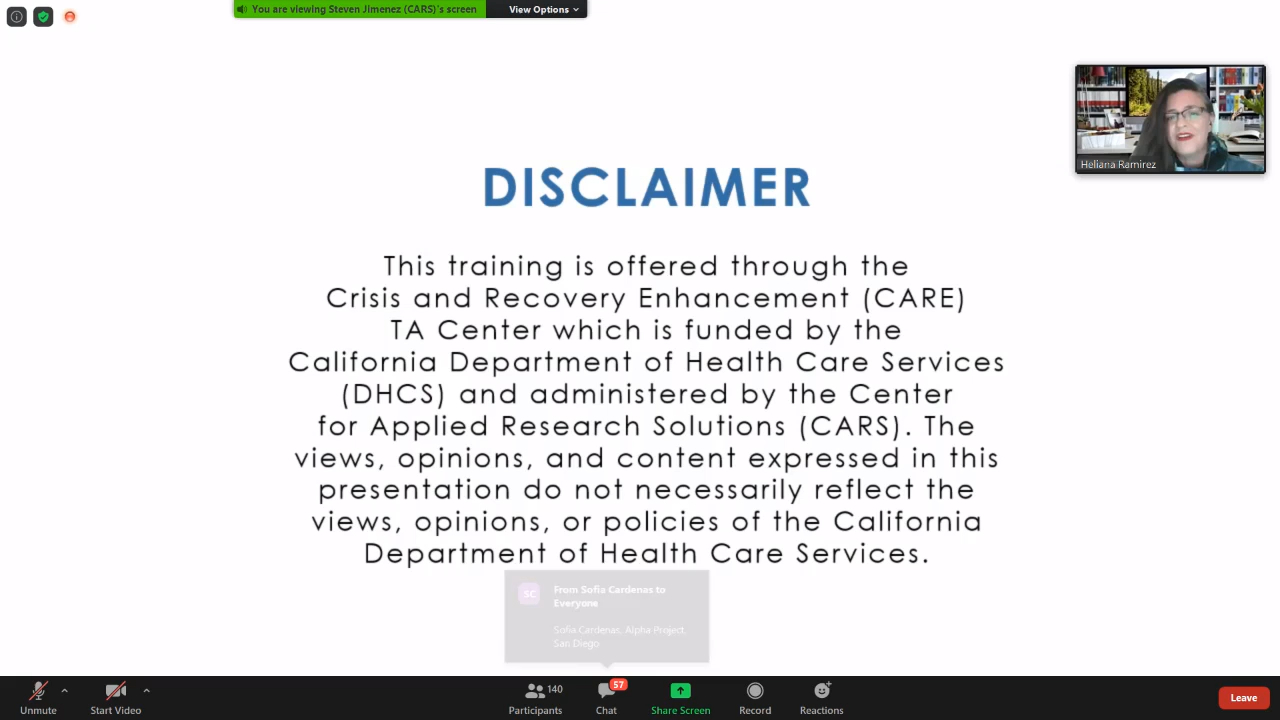 You are viewing Steven Jimenez (CARS)'s screen
View Options
Heliana Ramirez
DISCLAIMER
This training is offered through the
Crisis and Recovery Enhancement (CARE)
TA Center which is funded by the
California Department of Health Care Services
(DHCS) and administered by the Center
for Applied Research Solutions (CARS). The
views, opinions, and content expressed in this
presentation do not necessarily reflect the
views, opinions, or policies of the California
Department of Health Care Services.
SC
From Sofia Cardenas to
Everyone
Sofia Cardenas, Alpha Project,
San Diego
Unmute
Start Video
140
Participants
57
Chat
Share Screen
Record
Reactions
Leave